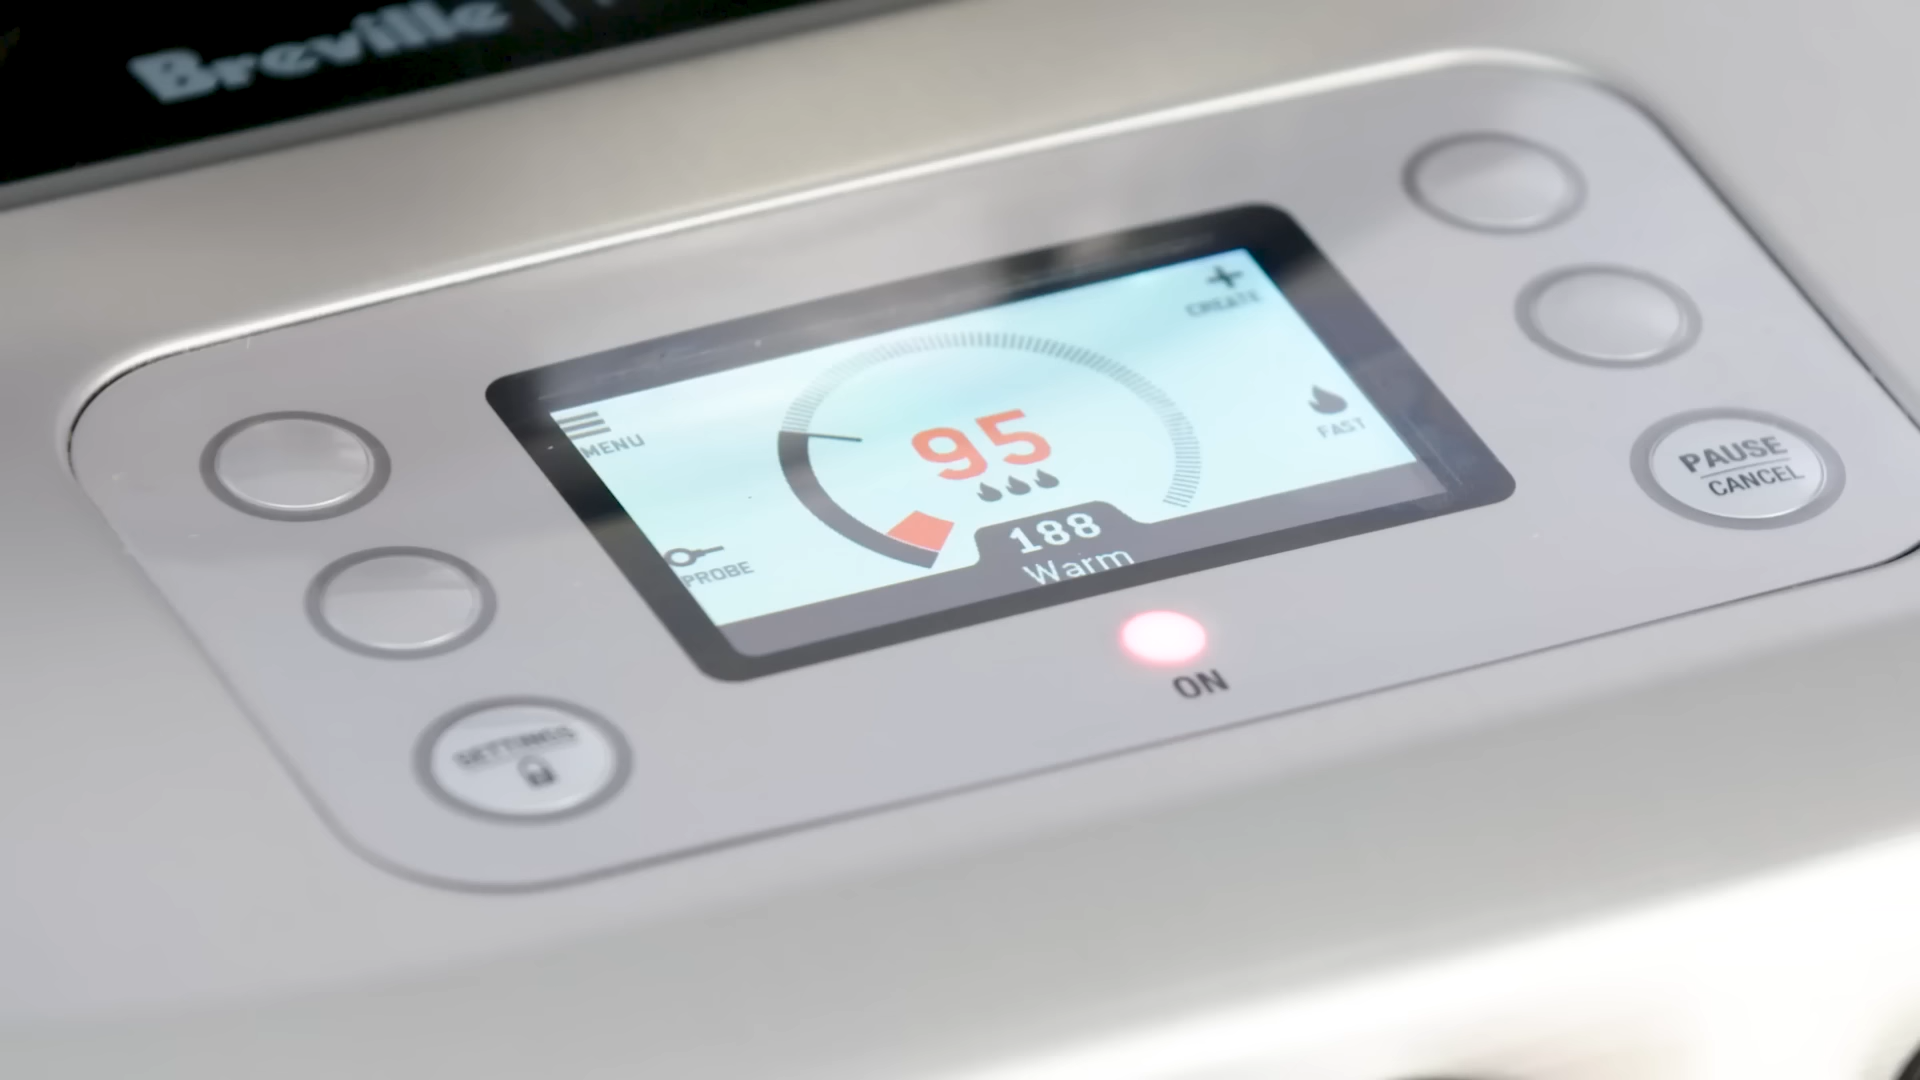 Breville
CREATE
MENU
95
FAST
188
Warm
PROBE
PAUSE
CANCEL
ON
SETTINGS